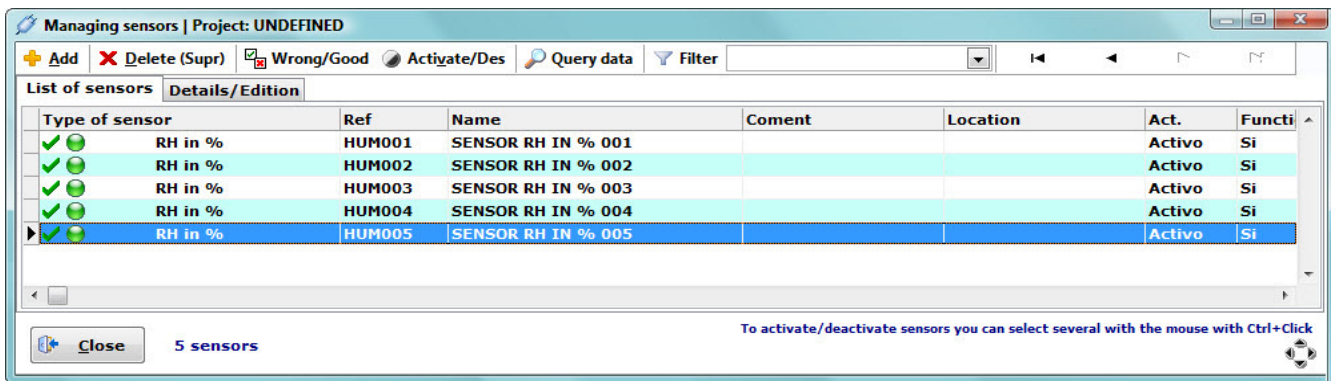 Managing sensors | Project: UNDEFINED
Add Delete (Supr) Wrong/Good Activate/Des Query data Filter
List of sensors Details/Edition
Type of sensor Ref Name Coment Location Act. Functi
RH in % HUM001 SENSOR RH IN % 001 Activo Si
RH in % HUM002 SENSOR RH IN % 002 Activo Si
RH in % HUM003 SENSOR RH IN % 003 Activo Si
RH in % HUM004 SENSOR RH IN % 004 Activo Si
RH in % HUM005 SENSOR RH IN % 005 Activo Si
To activate/deactivate sensors you can select several with the mouse with Ctrl+Click
Close 5 sensors